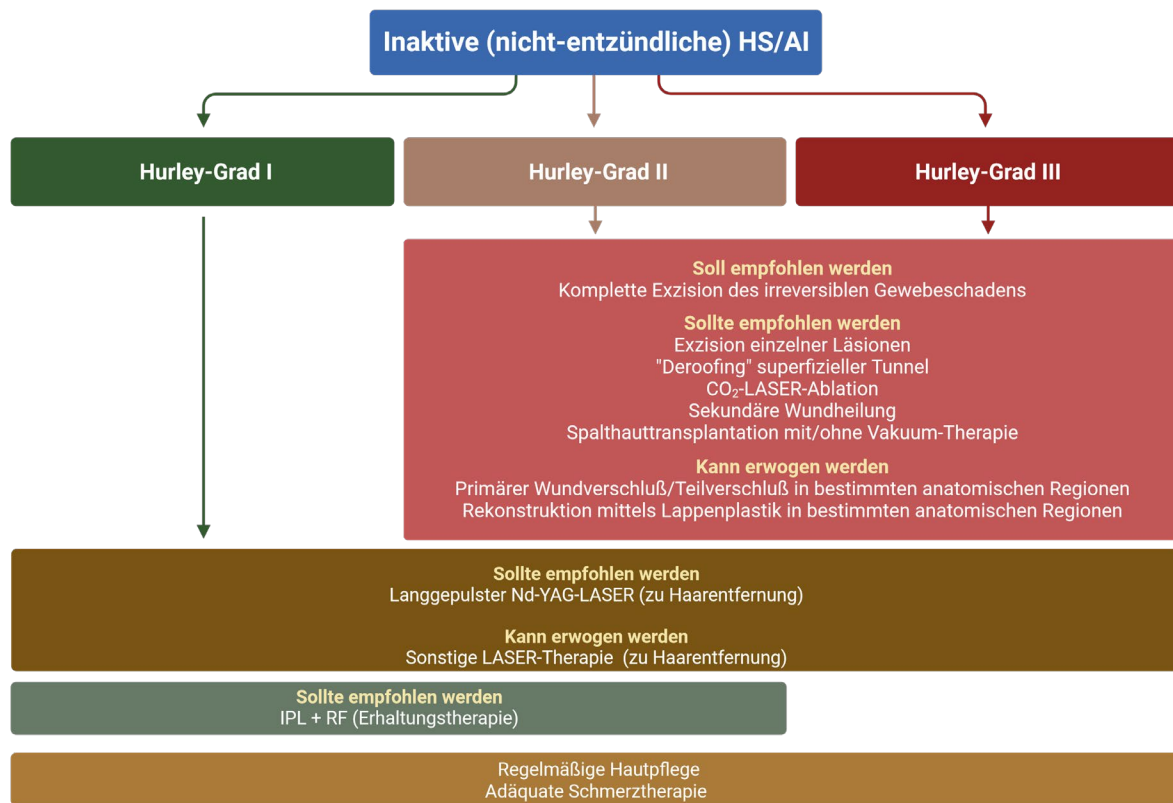 Inaktive (nicht-entzündliche) HS/AI
Hurley-Grad I
Hurley-Grad II
Hurley-Grad III
Soll empfohlen werden
Komplette Exzision des irreversiblen Gewebeschadens
Sollte empfohlen werden
Exzision einzelner Läsionen
"Deroofing" superfizieller Tunnel
CO₂-LASER-Ablation
Sekundäre Wundheilung
Spalthauttransplantation mit/ohne Vakuum-Therapie
Kann erwogen werden
Primärer Wundverschluß/Teilverschluß in bestimmten anatomischen Regionen
Rekonstruktion mittels Lappenplastik in bestimmten anatomischen Regionen
Sollte empfohlen werden
Langgepulster Nd-YAG-LASER (zu Haarentfernung)
Kann erwogen werden
Sonstige LASER-Therapie (zu Haarentfernung)
Sollte empfohlen werden
IPL + RF (Erhaltungstherapie)
Regelmäßige Hautpflege
Adäquate Schmerztherapie